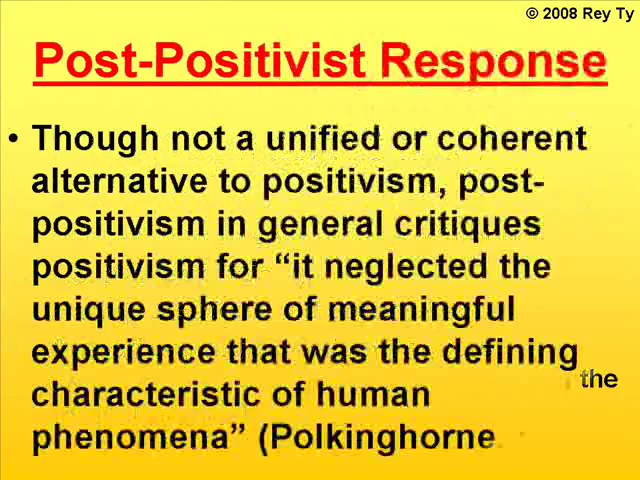 © 2008 Rey Ty
Post-Positivist Response
• Though not a unified or coherent
alternative to positivism, post-
positivism in general critiques
positivism for “it neglected the
unique sphere of meaningful
experience that was the defining
the
characteristic of human
phenomena” (Polkinghorne